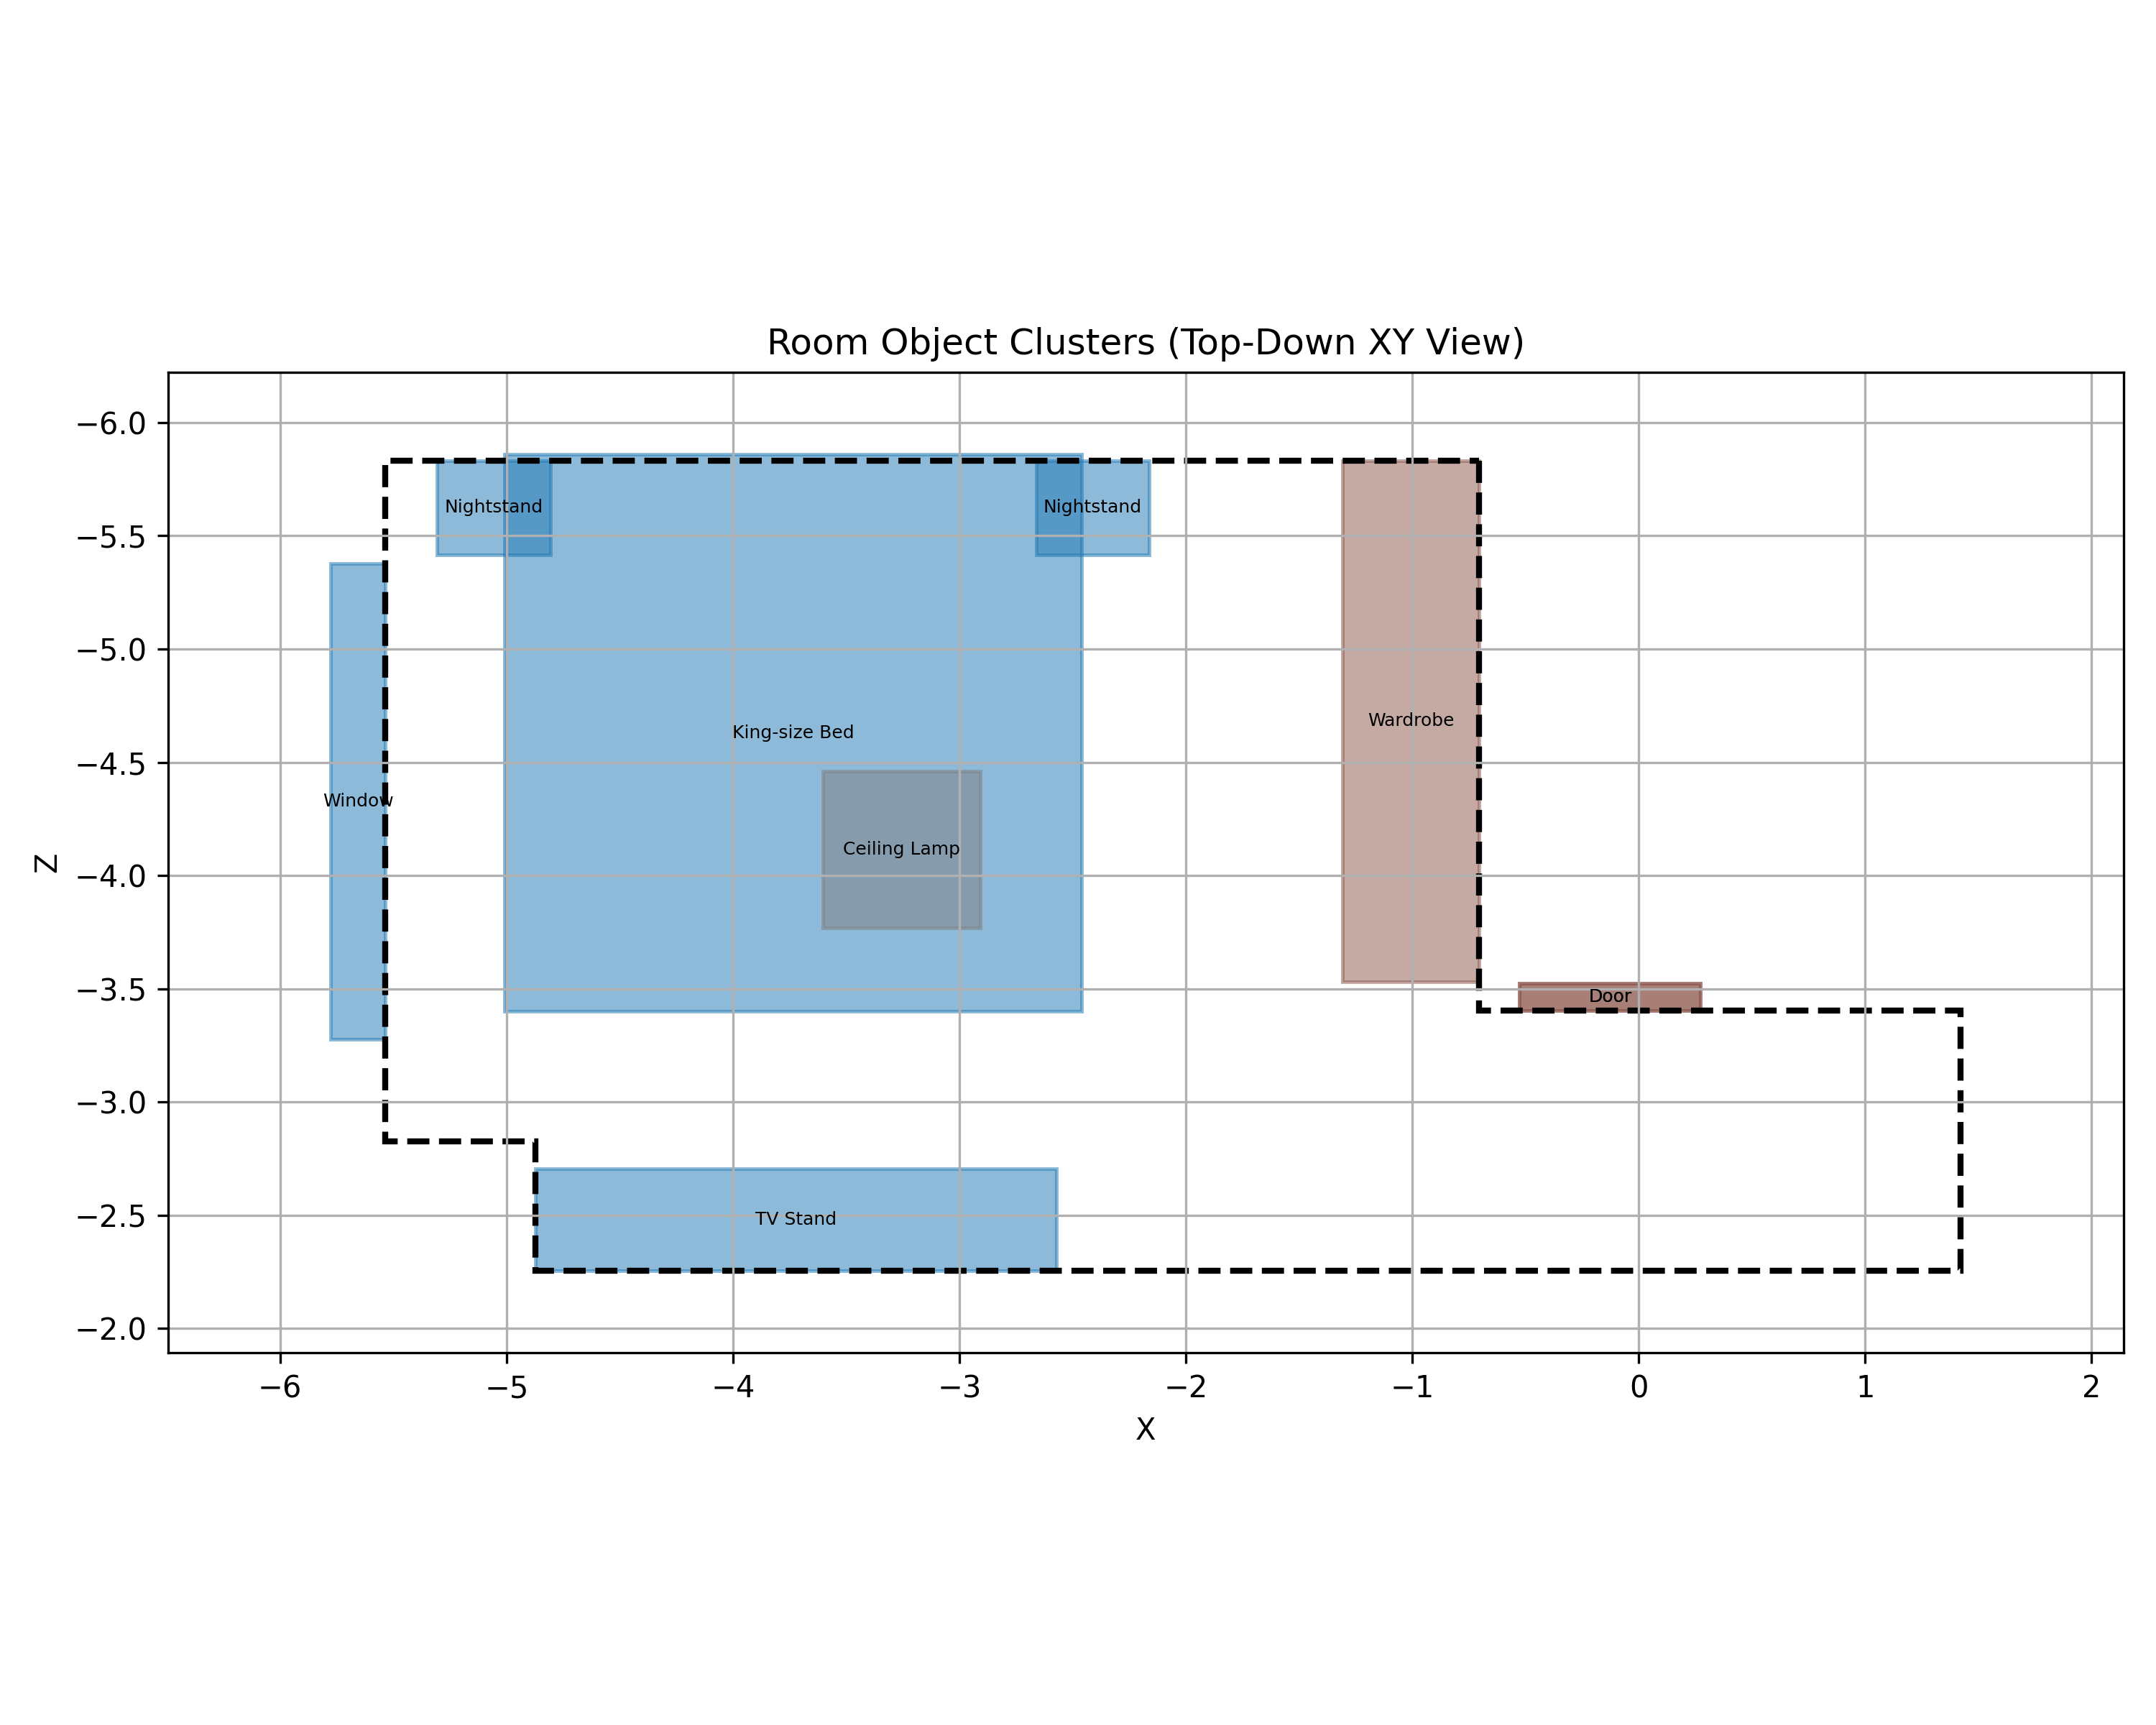 Room Object Clusters (Top-Down XY View)
−6.0
−5.5
−5.0
−4.5
−4.0
−3.5
−3.0
−2.5
−2.0
Z
Nightstand
Nightstand
King-size Bed
Wardrobe
Window
Ceiling Lamp
Door
TV Stand
−6
−5
−4
−3
−2
−1
0
1
2
X